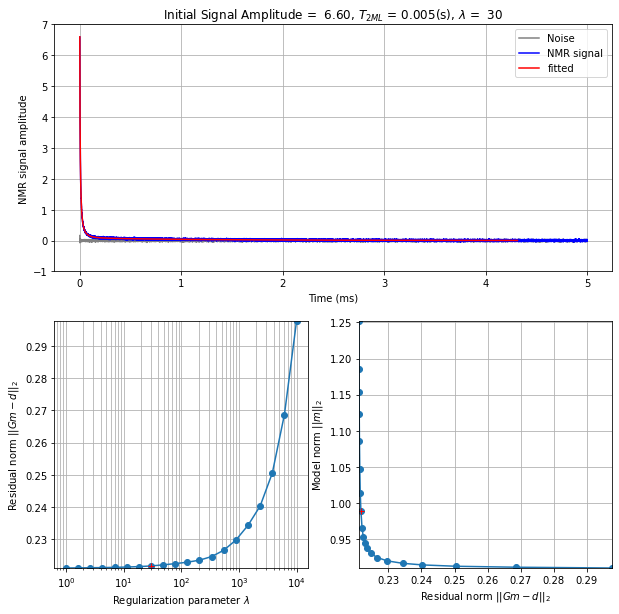 Initial Signal Amplitude =  6.60, T2ML = 0.005(s), λ =  30
Noise
NMR signal
fitted
NMR signal amplitude
7
6
5
4
3
2
1
0
−1
0 1 2 3 4 5
Time (ms)
Residual norm ||Gm − d||2
0.29
0.28
0.27
0.26
0.25
0.24
0.23
10^0 10^1 10^2 10^3 10^4
Regularization parameter λ
Model norm ||m||2
1.25
1.20
1.15
1.10
1.05
1.00
0.95
0.23 0.24 0.25 0.26 0.27 0.28 0.29
Residual norm ||Gm − d||2